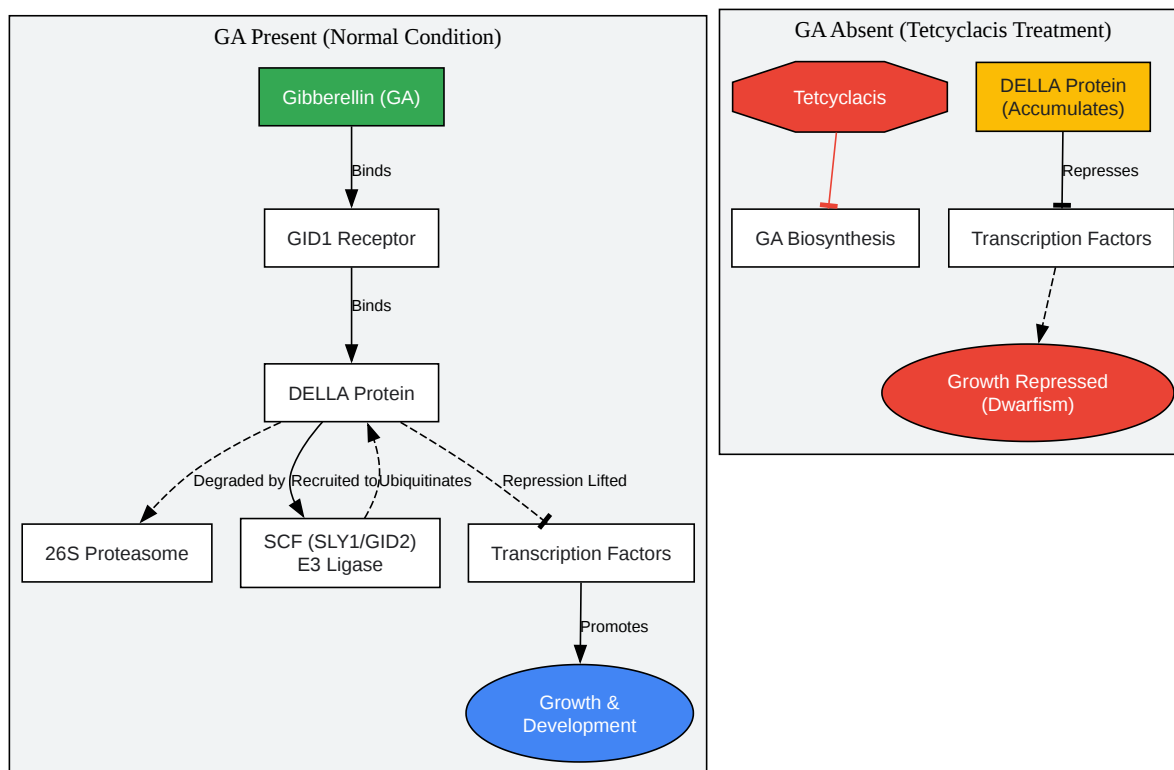 GA Present (Normal Condition)
Gibberellin (GA)
Binds
GID1 Receptor
Binds
DELLA Protein
Degraded by
Recruited to
Ubiquitinates
Repression Lifted
26S Proteasome
SCF (SLY1/GID2)
E3 Ligase
Transcription Factors
Promotes
Growth &
Development
GA Absent (Tetcyclacis Treatment)
Tetcyclacis
DELLA Protein
(Accumulates)
Represses
GA Biosynthesis
Transcription Factors
Growth Repressed
(Dwarfism)